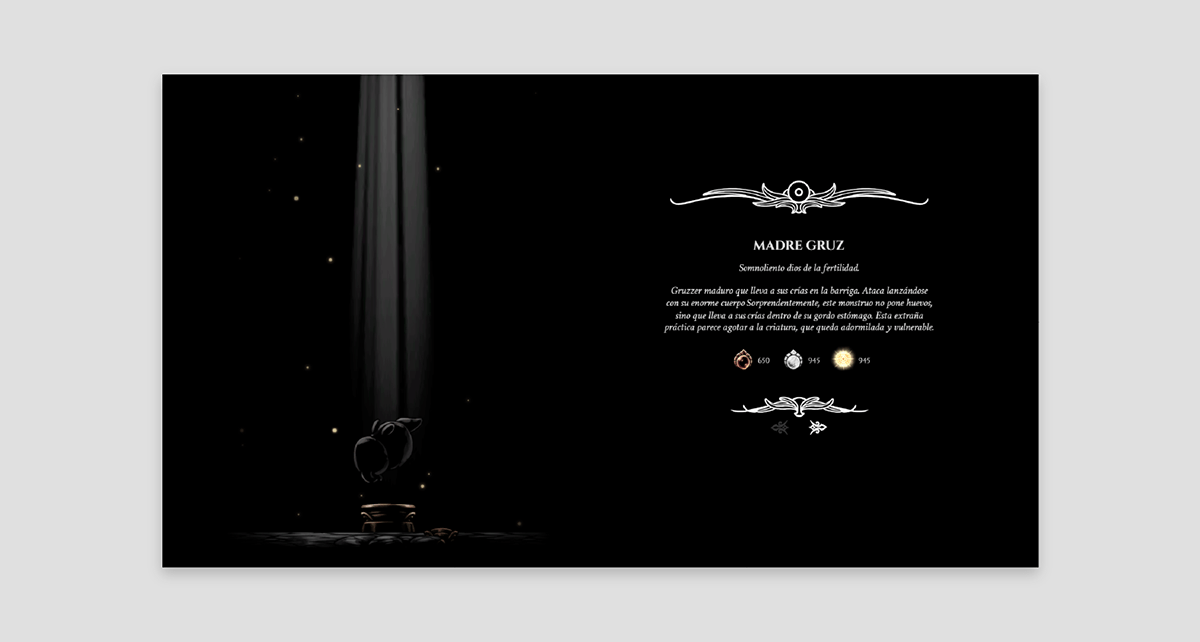 MADRE GRUZ
Somnoliento dios de la fertilidad.
Gruzzer maduro que lleva a sus crías en la barriga. Ataca lanzándose
con su enorme cuerpo Sorprendentemente, este monstruo no pone huevos,
sino que lleva a sus crías dentro de su gordo estómago. Esta extraña
práctica parece agotar a la criatura, que queda adormilada y vulnerable.
650 945 945